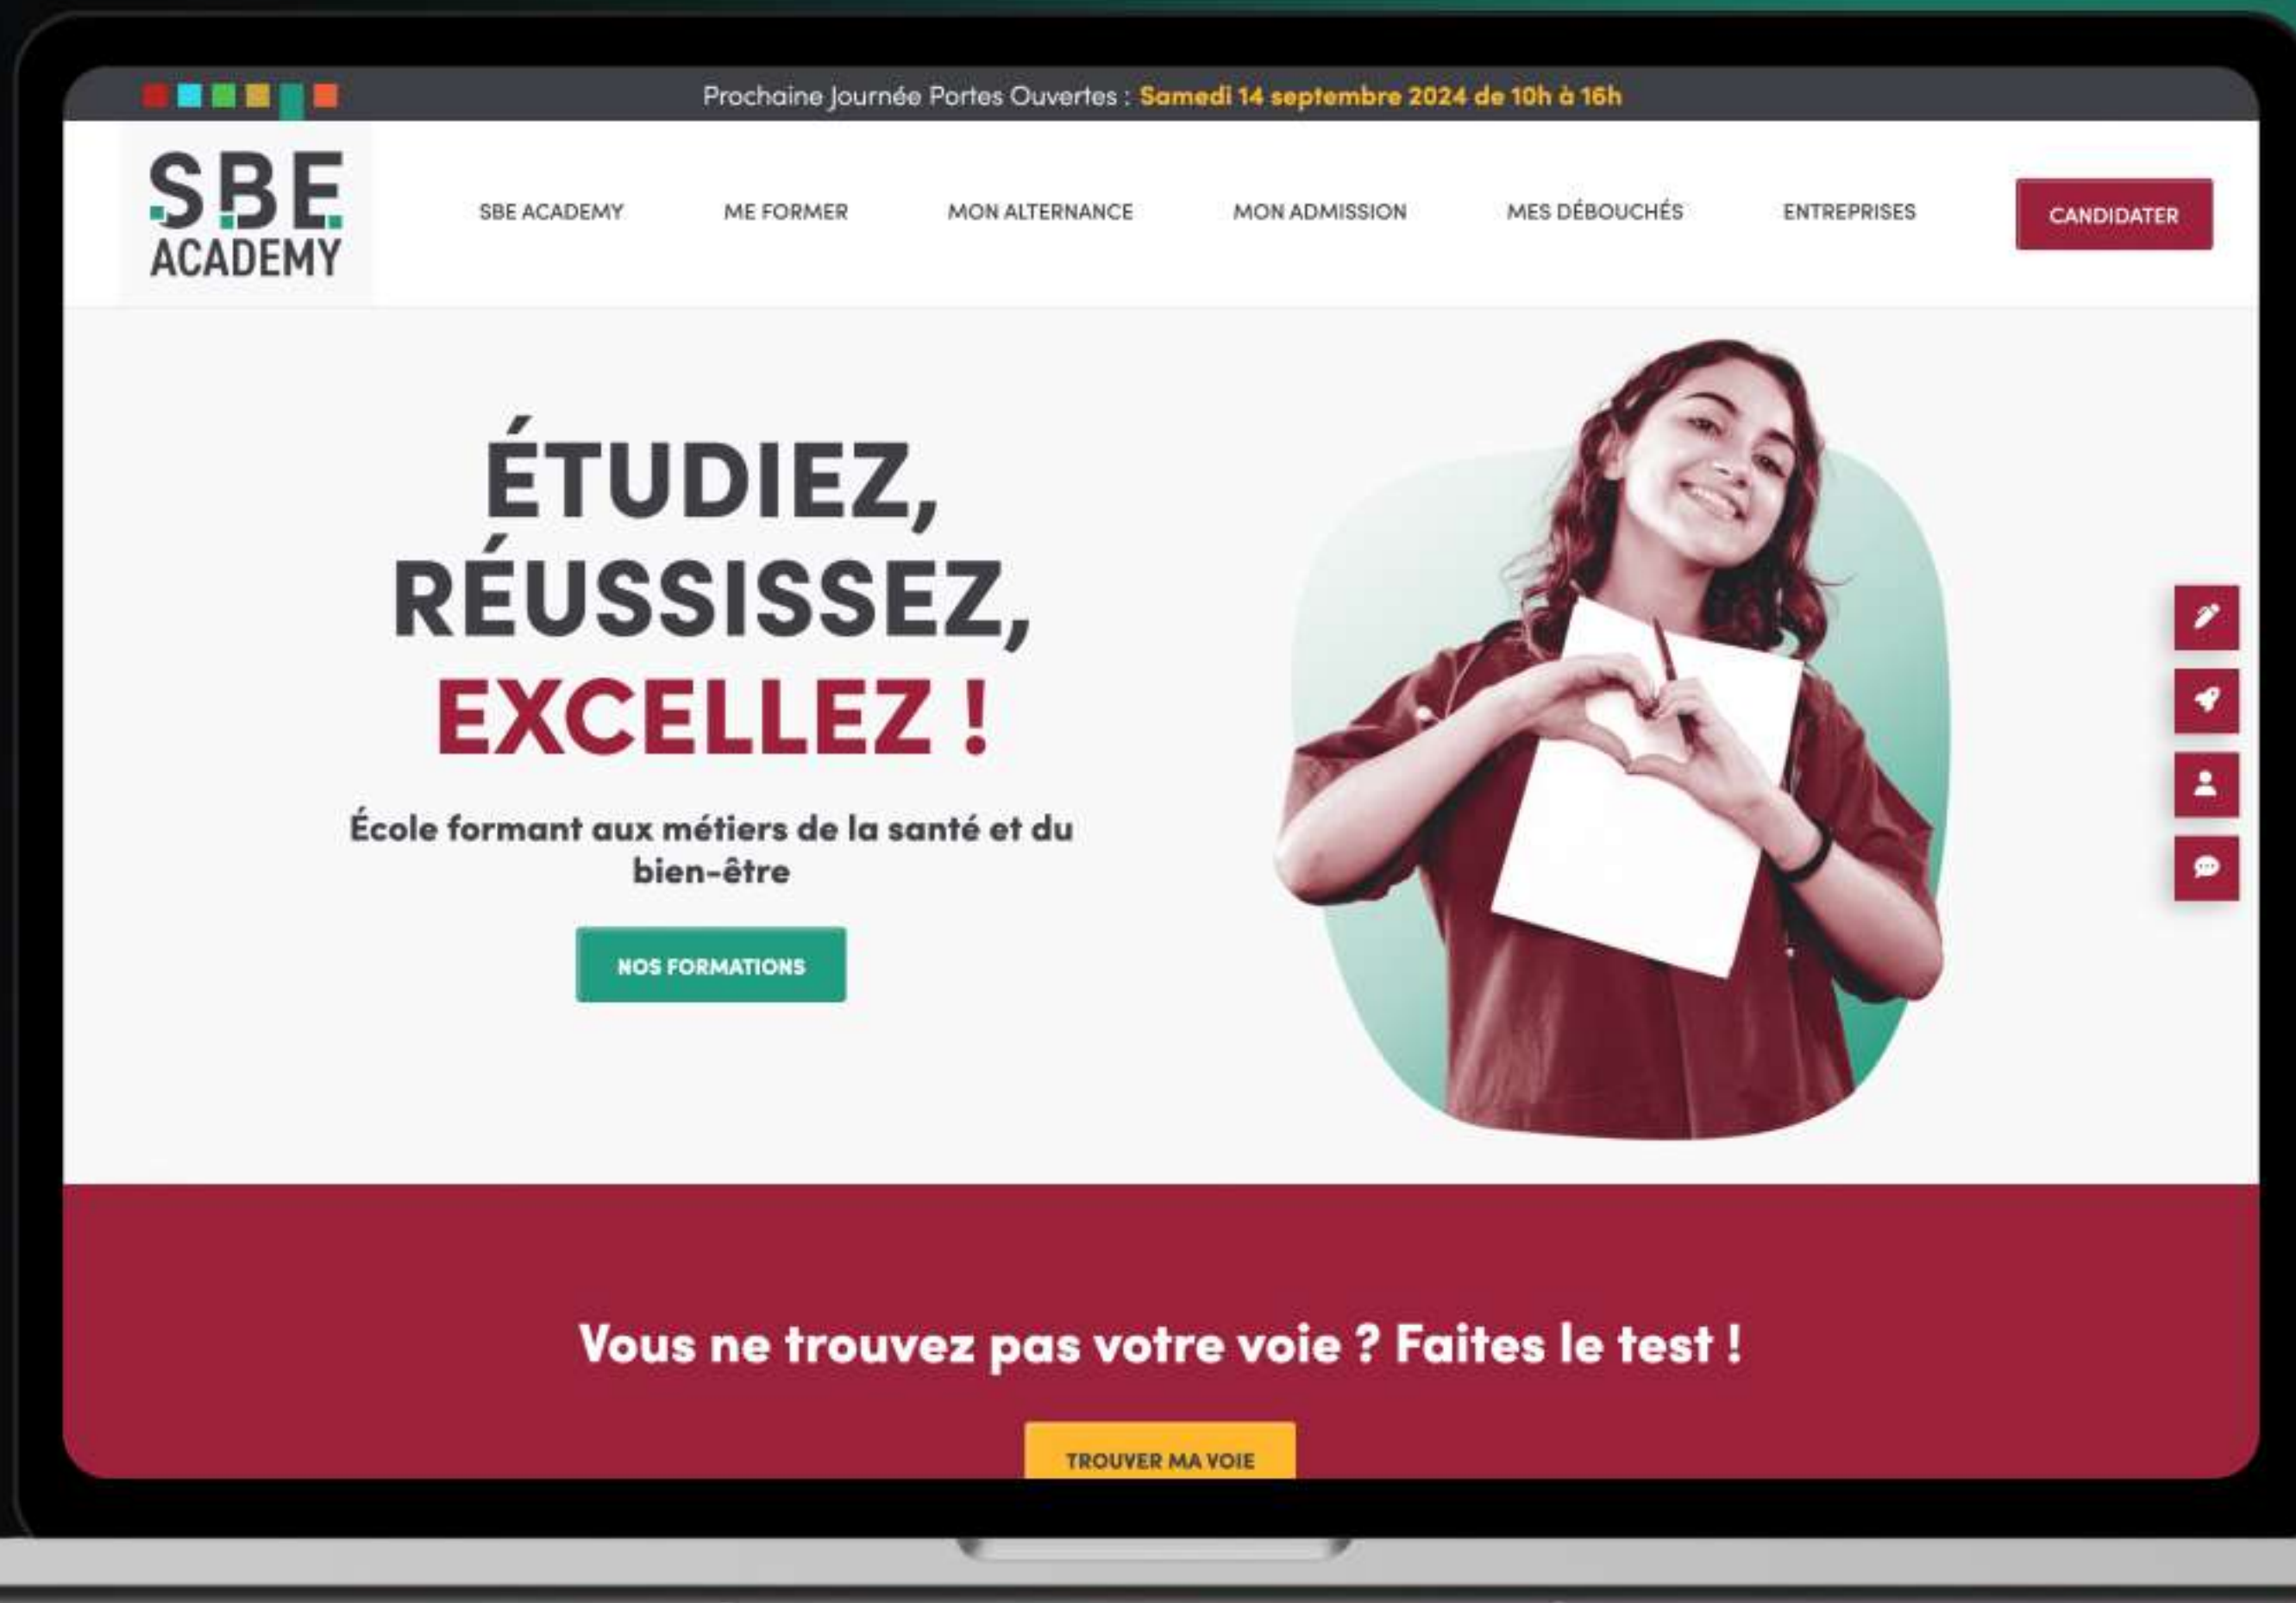 Prochaine Journée Portes Ouvertes : Samedi 14 septembre 2024 de 10h à 16h
SBE
ACADEMY
SBE ACADEMY
ME FORMER
MON ALTERNANCE
MON ADMISSION
MES DÉBOUCHÉS
ENTREPRISES
CANDIDATER
ÉTUDIEZ,
RÉUSSISSEZ,
EXCELLEZ !
École formant aux métiers de la santé et du
bien-être
NOS FORMATIONS
Vous ne trouvez pas votre voie ? Faites le test !
TROUVER MA VOIE